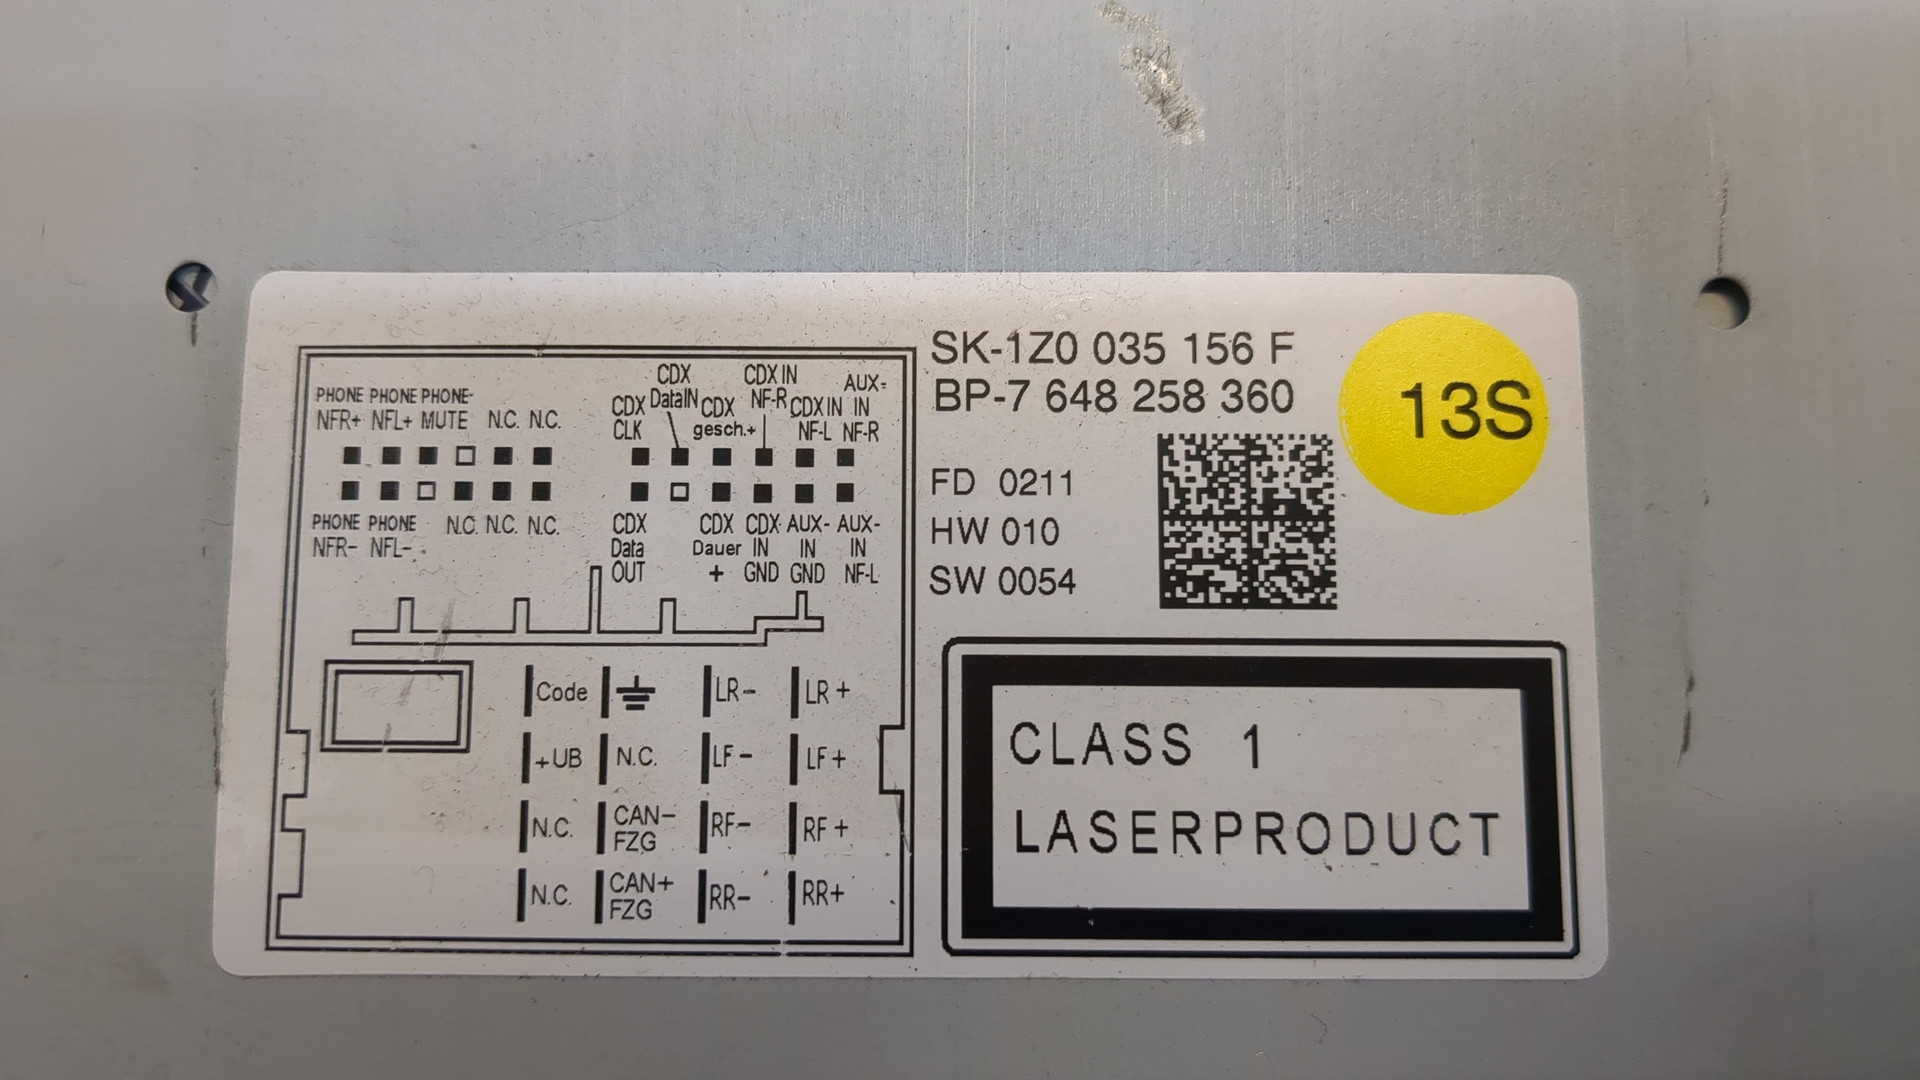 SK-1Z0 035 156 F
BP-7 648 258 360
13S
FD 0211
HW 010
SW 0054
PHONE PHONE PHONE-
NFR+ NFL+ MUTE N.C. N.C.
PHONE PHONE
NFR- NFL- N.C. N.C. N.C.
CDX CLK
CDX DataIN
CDX gesch.+
CDX IN NF-R
CDX IN NF-L
AUX-IN NF-R
CDX Data OUT
CDX Dauer +
CDX IN GND
AUX-IN GND
AUX-IN NF-L
Code LR- LR+
+UB N.C. LF- LF+
N.C. CAN- FZG RF- RF+
N.C. CAN+ FZG RR- RR+
CLASS 1
LASERPRODUCT